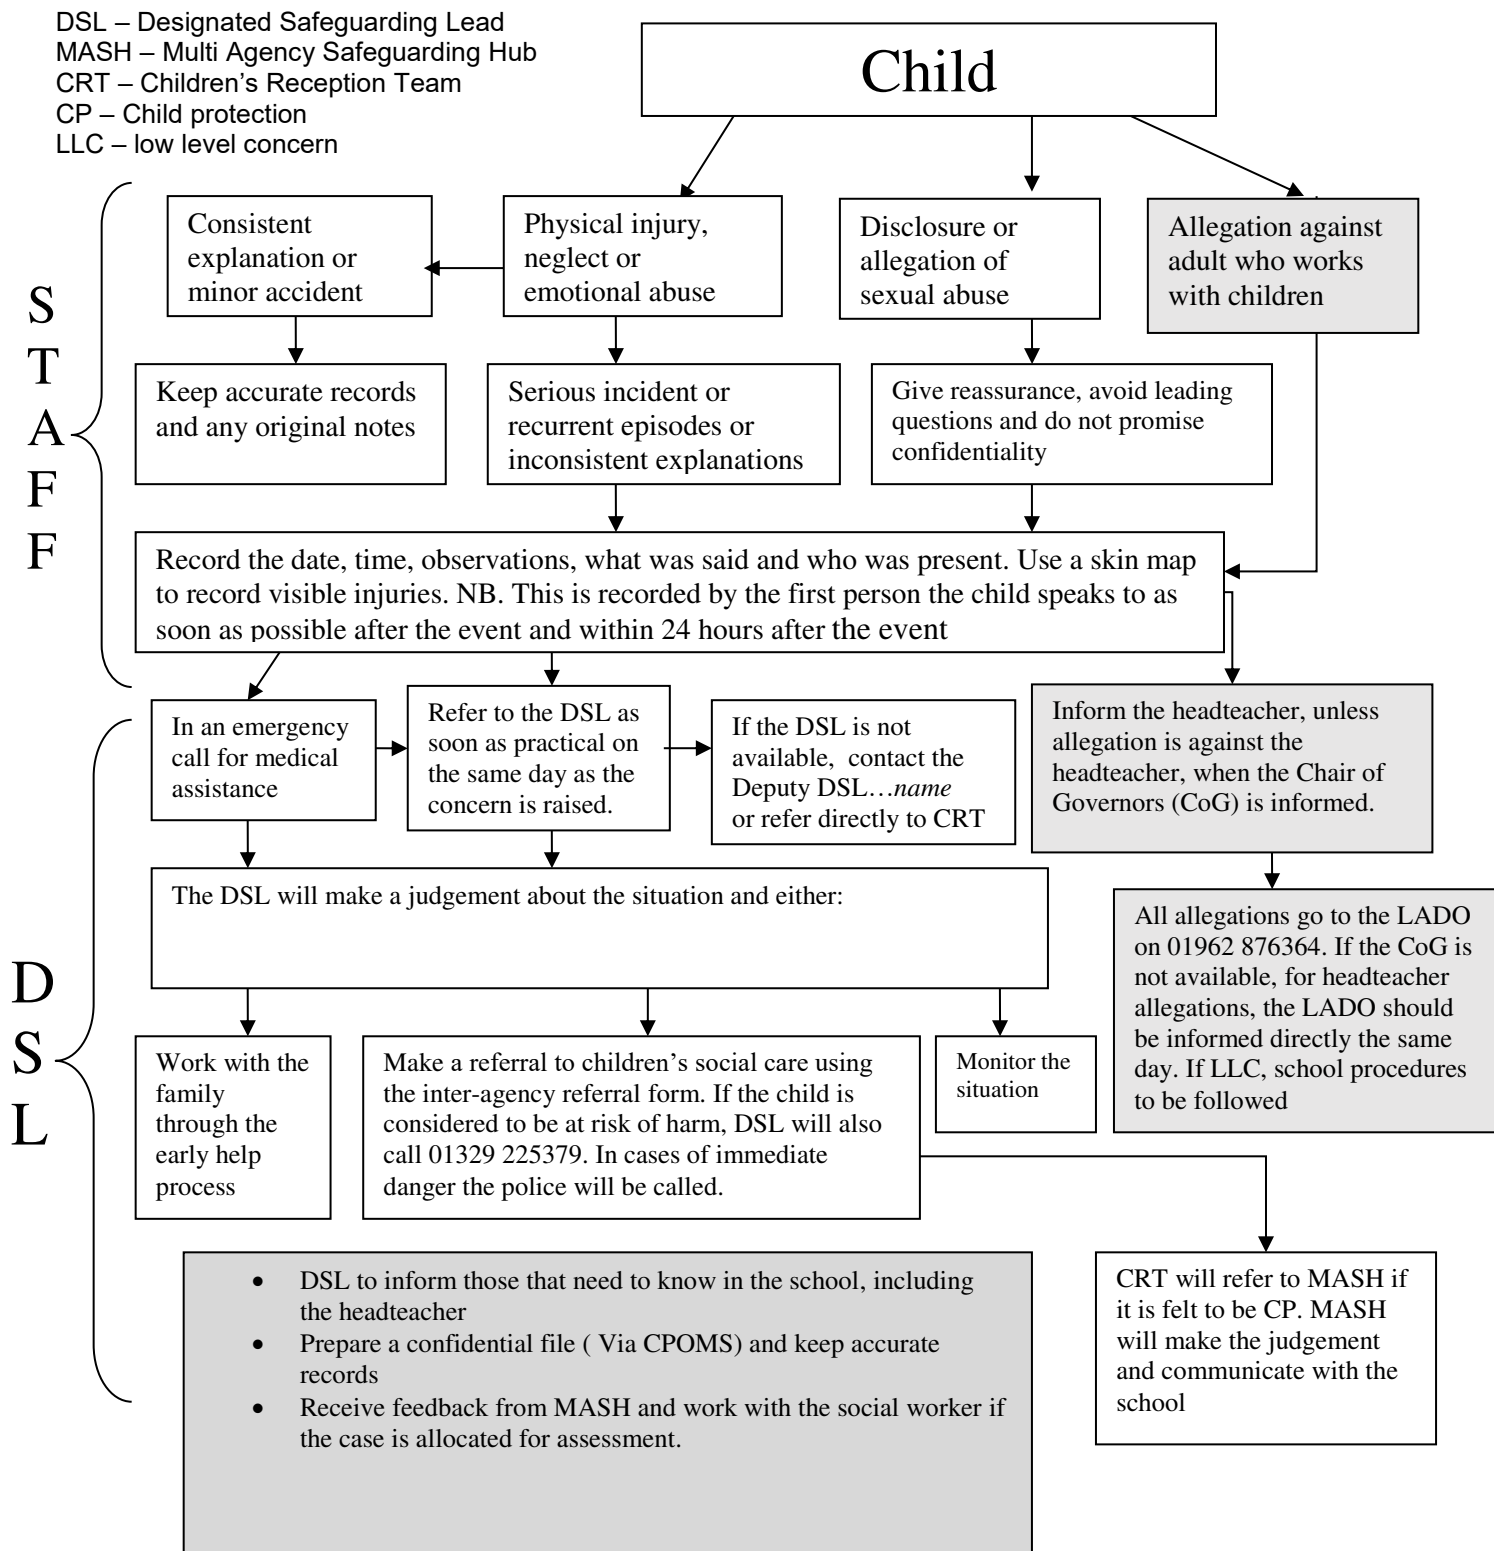 DSL – Designated Safeguarding Lead
MASH – Multi Agency Safeguarding Hub
CRT – Children's Reception Team
CP – Child protection
LLC – low level concern
Child
S
T
A
F
F
Consistent
explanation or
minor accident
Physical injury,
neglect or
emotional abuse
Disclosure or
allegation of
sexual abuse
Allegation against
adult who works
with children
Keep accurate records
and any original notes
Serious incident or
recurrent episodes or
inconsistent explanations
Give reassurance, avoid leading
questions and do not promise
confidentiality
Record the date, time, observations, what was said and who was present. Use a skin map
to record visible injuries. NB. This is recorded by the first person the child speaks to as
soon as possible after the event and within 24 hours after the event
D
S
L
In an emergency
call for medical
assistance
Refer to the DSL as
soon as practical on
the same day as the
concern is raised.
If the DSL is not
available, contact the
Deputy DSL…name
or refer directly to CRT
Inform the headteacher, unless
allegation is against the
headteacher, when the Chair of
Governors (CoG) is informed.
The DSL will make a judgement about the situation and either:
All allegations go to the LADO
on 01962 876364. If the CoG is
not available, for headteacher
allegations, the LADO should
be informed directly the same
day. If LLC, school procedures
to be followed
Work with the
family
through the
early help
process
Make a referral to children's social care using
the inter-agency referral form. If the child is
considered to be at risk of harm, DSL will also
call 01329 225379. In cases of immediate
danger the police will be called.
Monitor the
situation
• DSL to inform those that need to know in the school, including
the headteacher
• Prepare a confidential file ( Via CPOMS) and keep accurate
records
• Receive feedback from MASH and work with the social worker if
the case is allocated for assessment.
CRT will refer to MASH if
it is felt to be CP. MASH
will make the judgement
and communicate with the
school